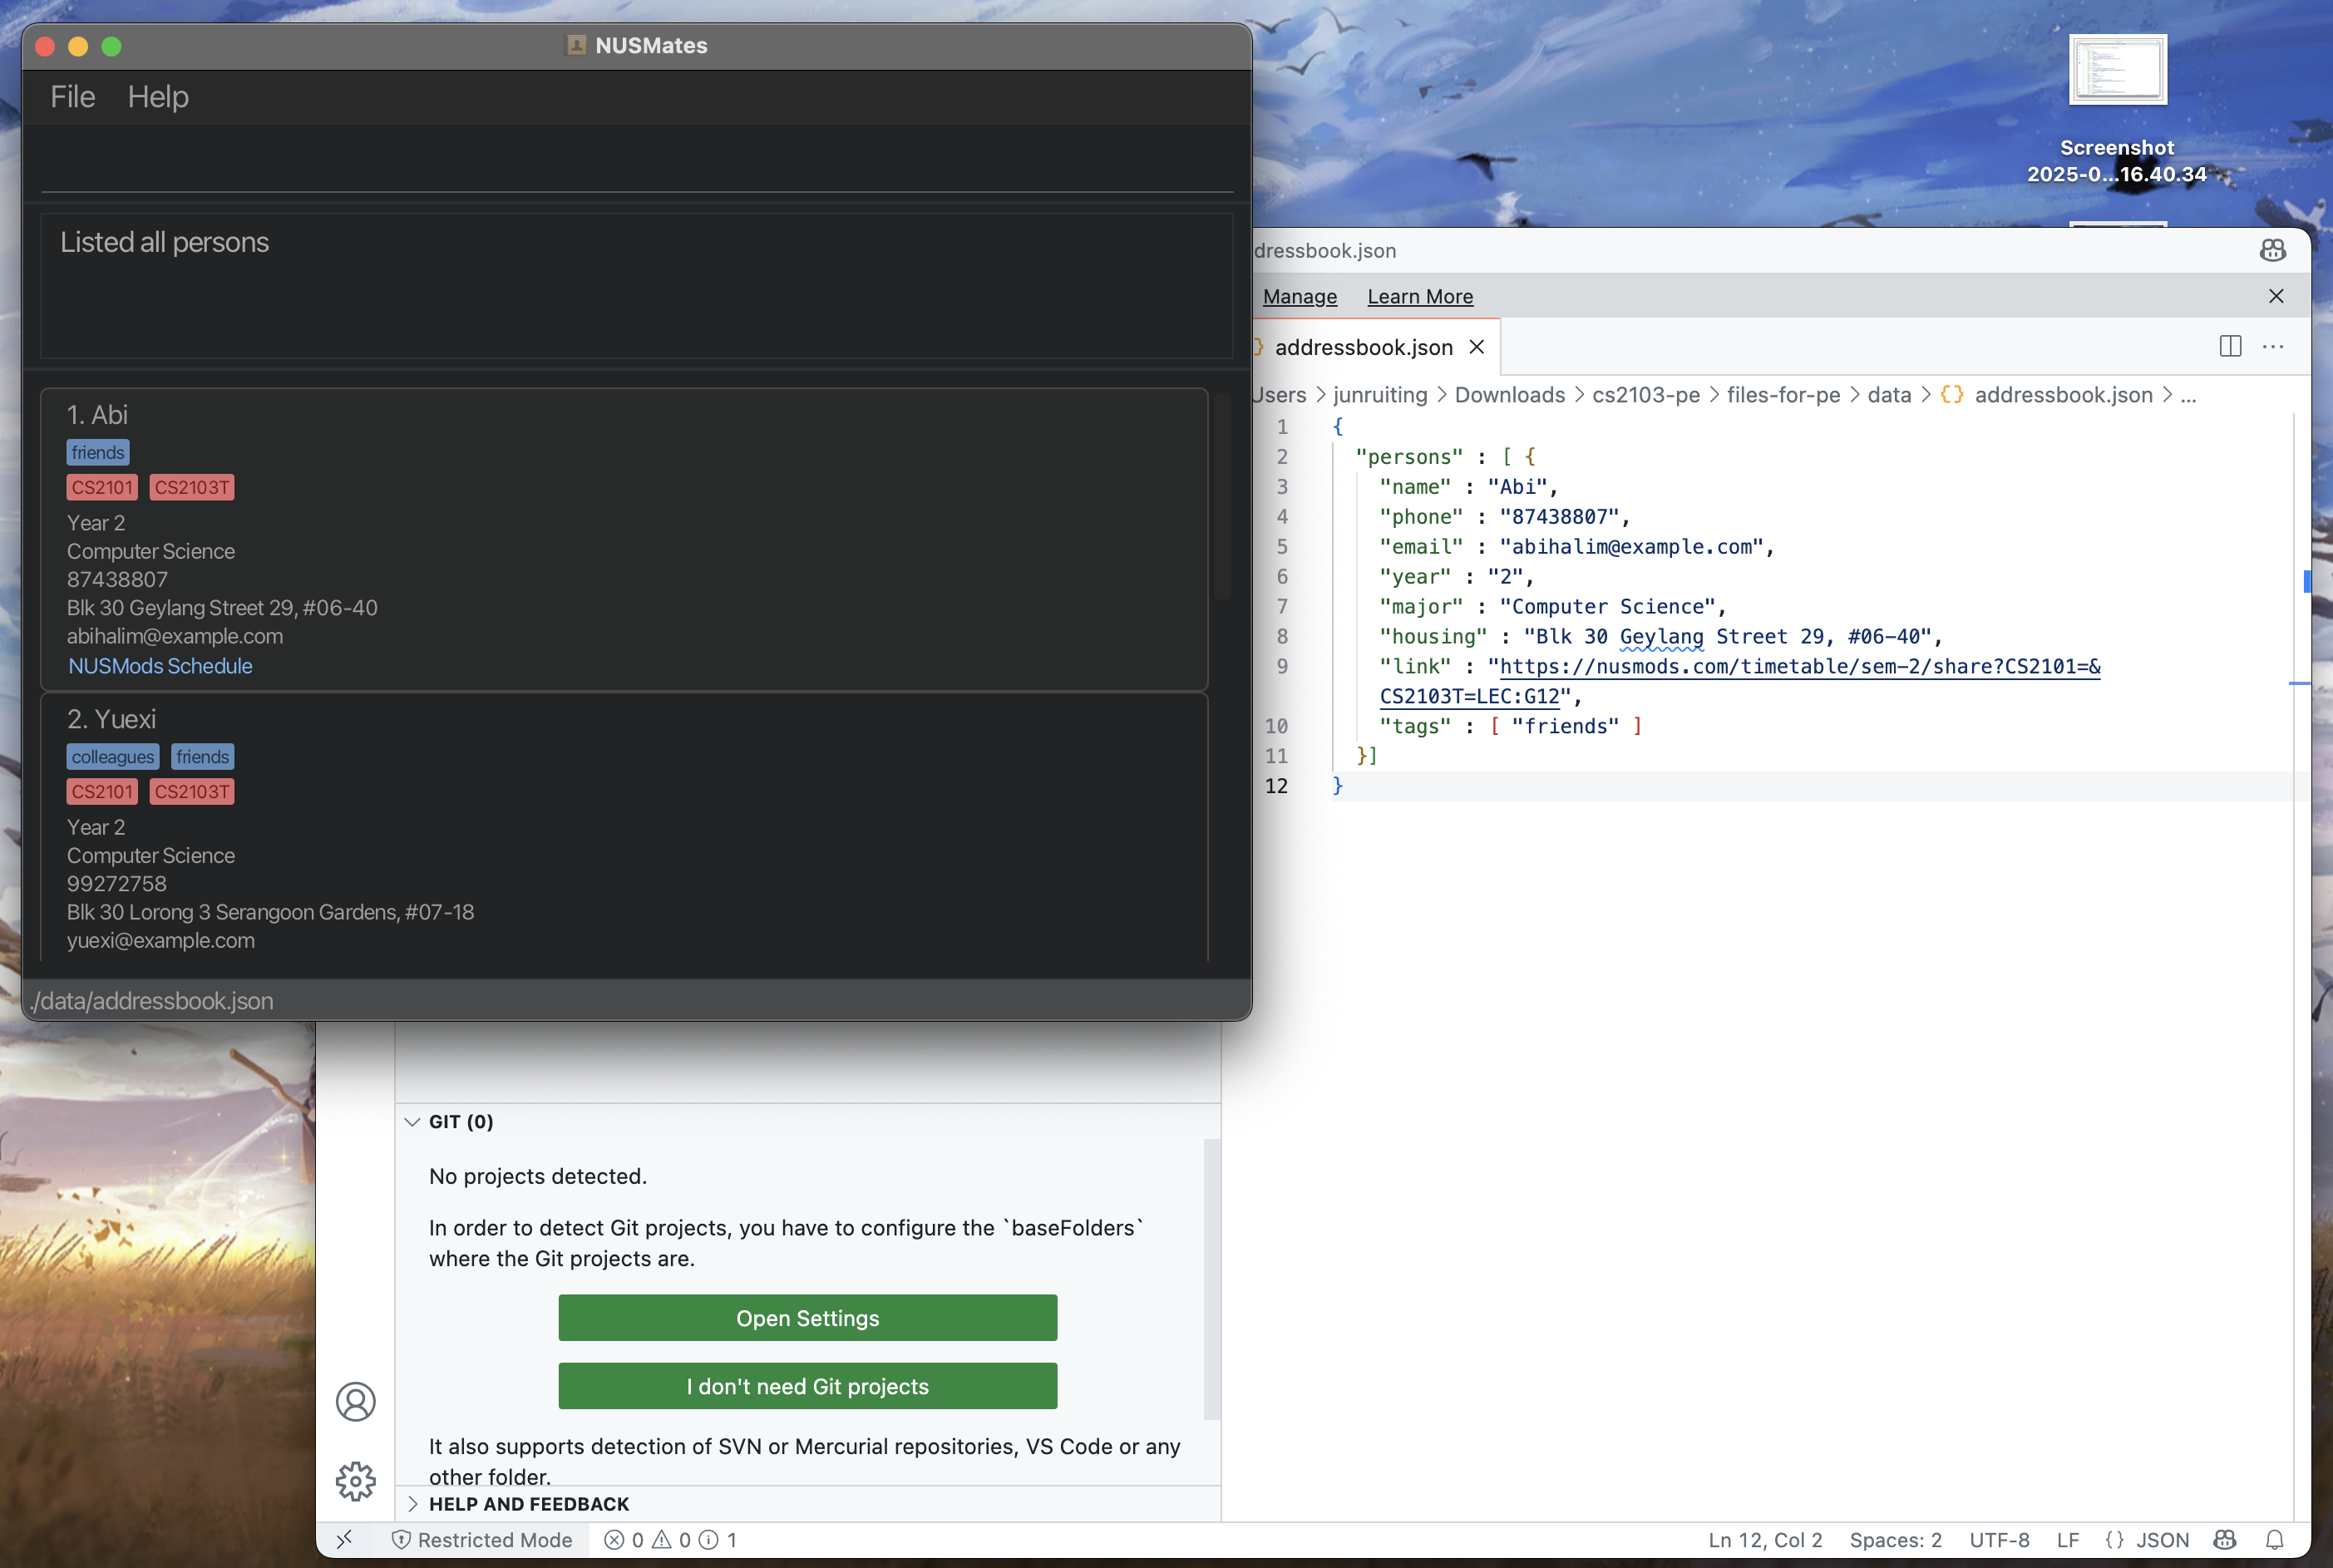 NUSMates
File Help
Listed all persons
1. Abi
friends
CS2101 CS2103T
Year 2
Computer Science
87438807
Blk 30 Geylang Street 29, #06-40
abihalim@example.com
NUSMods Schedule
2. Yuexi
colleagues friends
CS2101 CS2103T
Year 2
Computer Science
99272758
Blk 30 Lorong 3 Serangoon Gardens, #07-18
yuexi@example.com
./data/addressbook.json
Screenshot
2025-0...16.40.34
dressbook.json
Manage Learn More
addressbook.json
Users > junruiting > Downloads > cs2103-pe > files-for-pe > data > {} addressbook.json > ...
1 {
2 "persons" : [ {
3 "name" : "Abi",
4 "phone" : "87438807",
5 "email" : "abihalim@example.com",
6 "year" : "2",
7 "major" : "Computer Science",
8 "housing" : "Blk 30 Geylang Street 29, #06-40",
9 "link" : "https://nusmods.com/timetable/sem-2/share?CS2101=&
CS2103T=LEC:G12",
10 "tags" : [ "friends" ]
11 }]
12 }
GIT (0)
No projects detected.
In order to detect Git projects, you have to configure the `baseFolders`
where the Git projects are.
Open Settings
I don't need Git projects
It also supports detection of SVN or Mercurial repositories, VS Code or any
other folder.
HELP AND FEEDBACK
Restricted Mode 0 0 1
Ln 12, Col 2 Spaces: 2 UTF-8 LF {} JSON